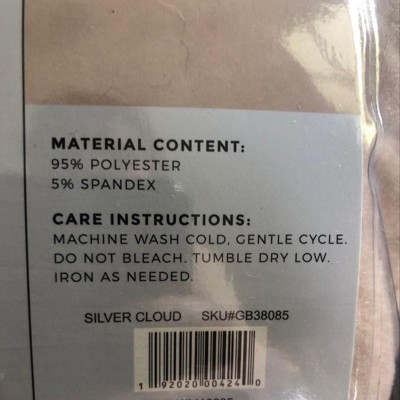 MATERIAL CONTENT:
95% POLYESTER
5% SPANDEX
CARE INSTRUCTIONS:
MACHINE WASH COLD, GENTLE CYCLE.
DO NOT BLEACH. TUMBLE DRY LOW.
IRON AS NEEDED.
SILVER CLOUD SKU#GB38085
1 92020 00424 0